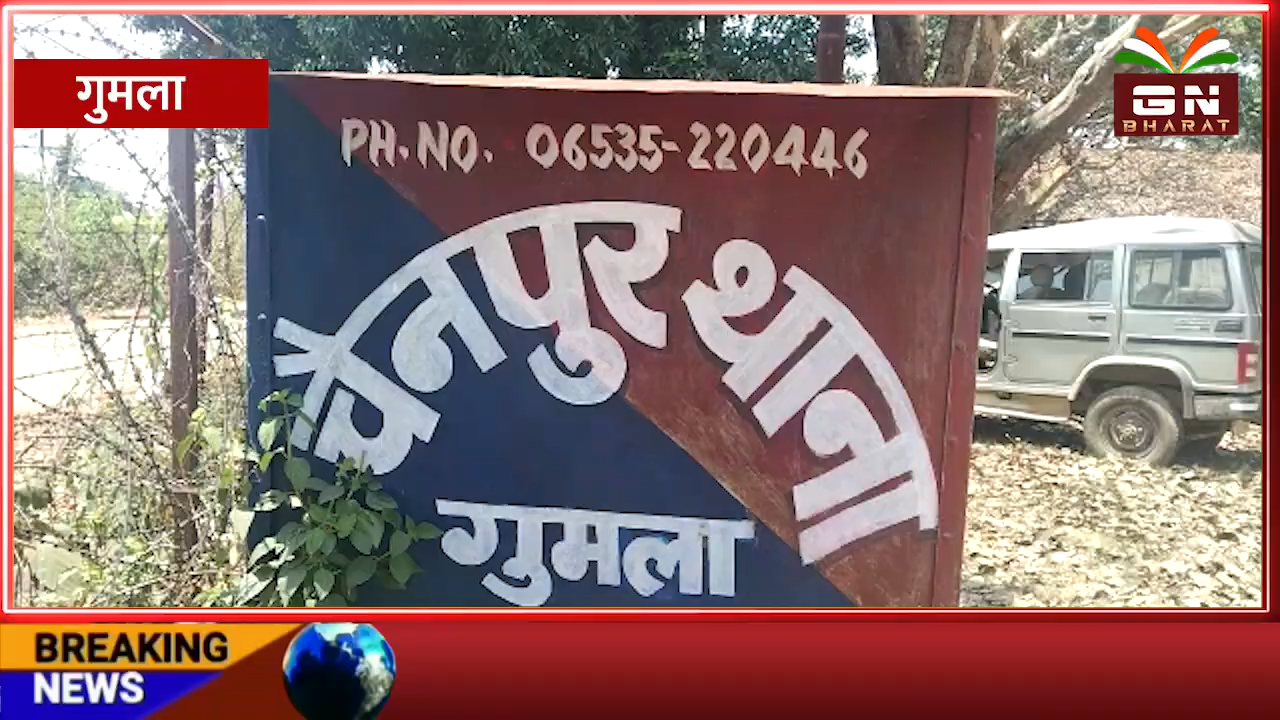 गुमला
GN
BHARAT
PH.NO. 06535-220446
चैनपुर थाना
गुमला
BREAKING
NEWS